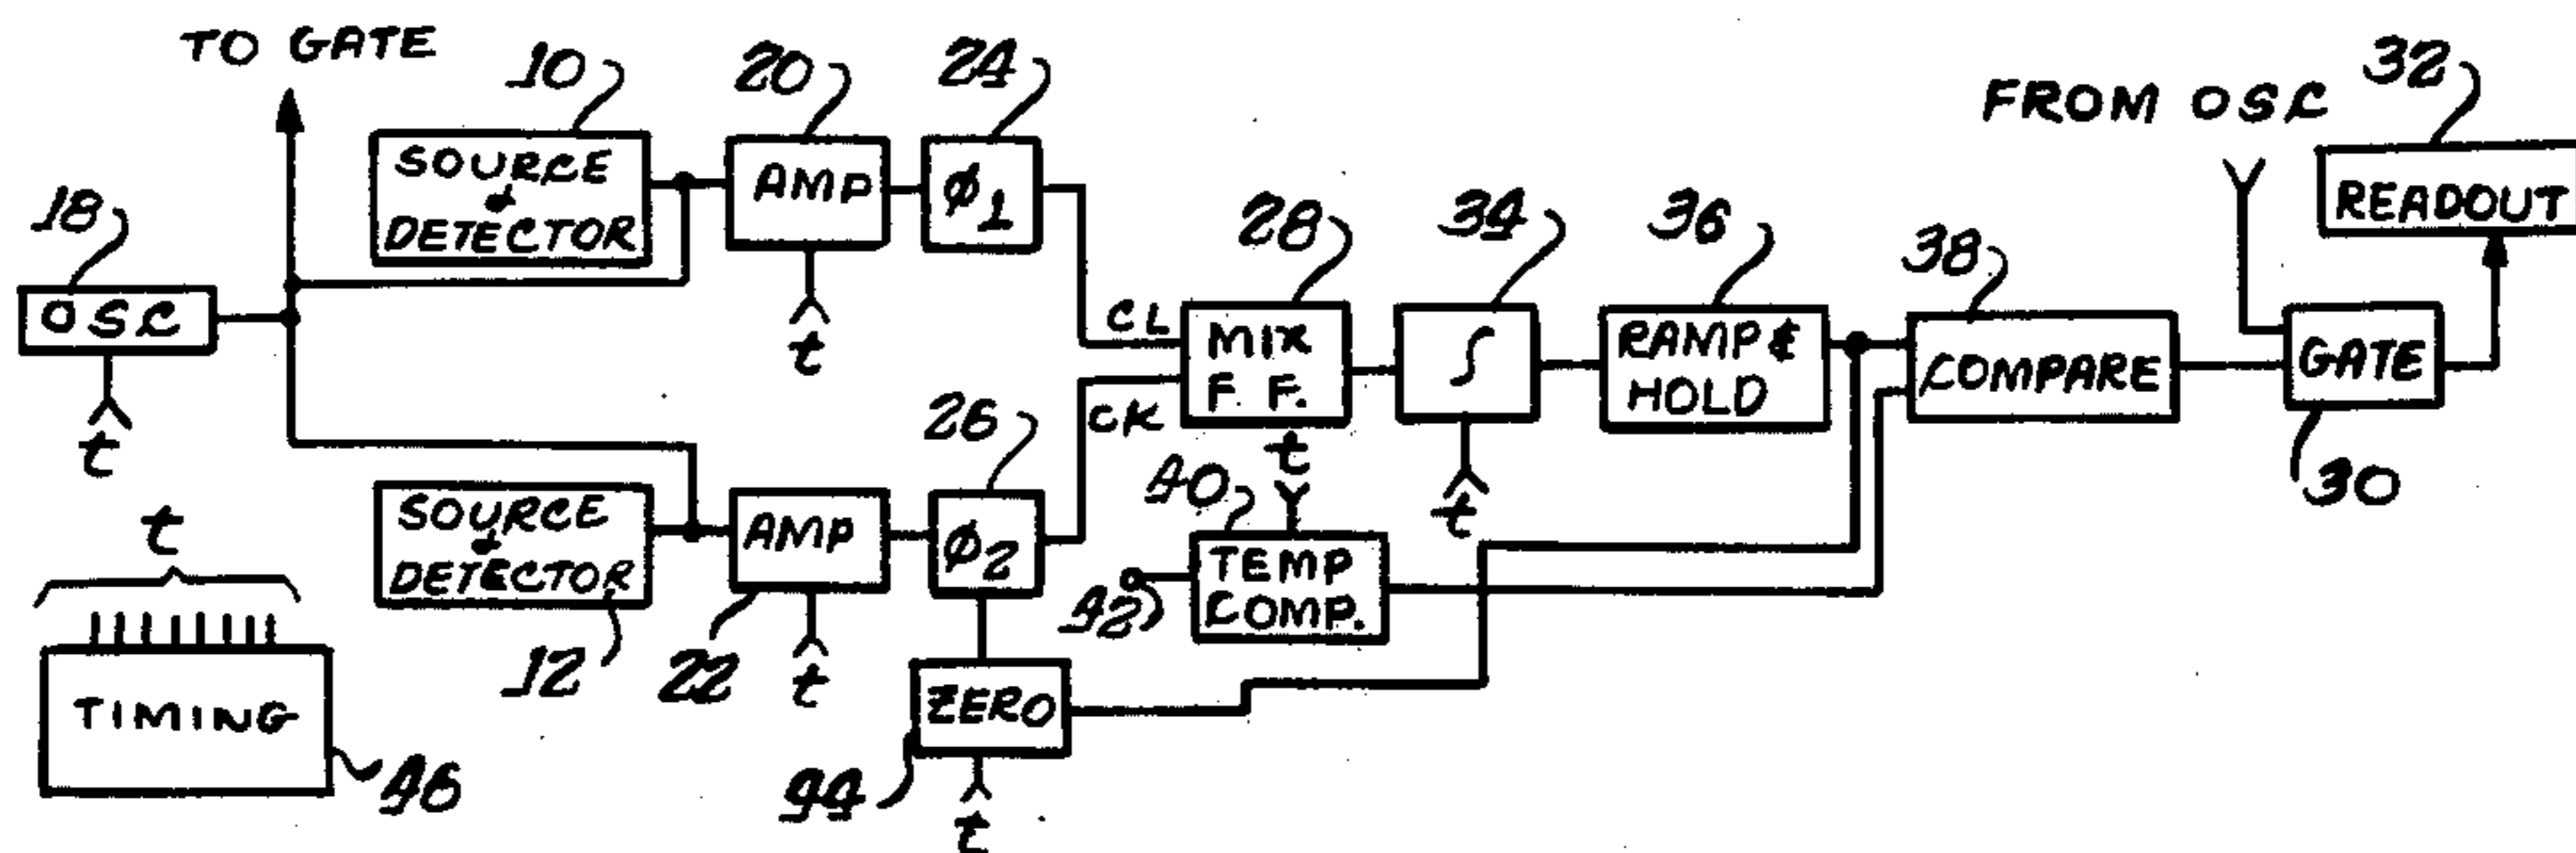 TO GATE
10
20
24
FROM OSC
32
SOURCE
&
DETECTOR
AMP
ϕ1
READOUT
18
OSC
t
t
28
34
36
38
CL
CK
MIX
F. F.
∫
RAMP &
HOLD
COMPARE
GATE
30
t
26
SOURCE
&
DETECTOR
12
AMP
22
ϕ2
t
t
40
42
TEMP
COMP.
t
TIMING
46
ZERO
44
t